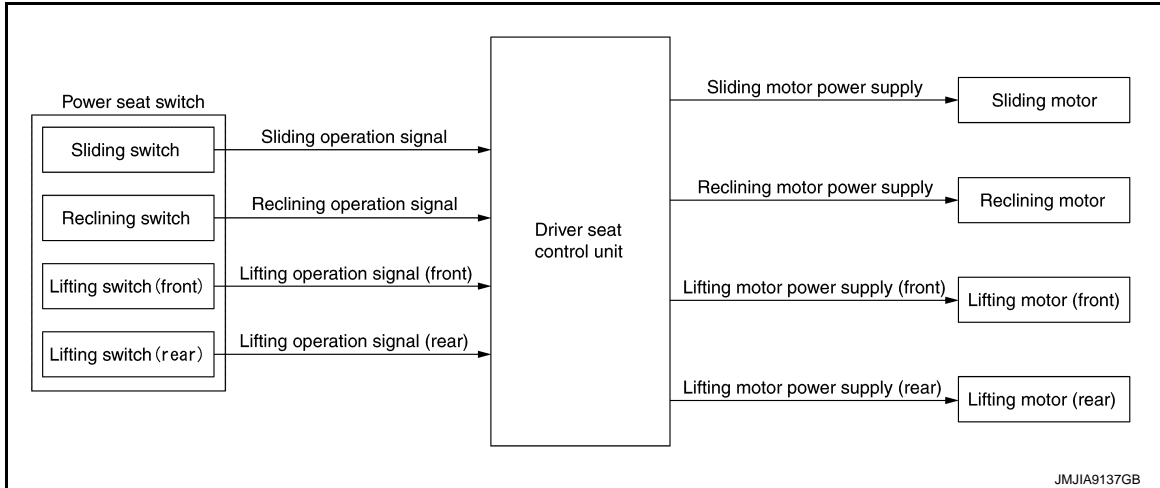 Power seat switch
Sliding switch
Reclining switch
Lifting switch (front)
Lifting switch (rear)
Sliding operation signal
Reclining operation signal
Lifting operation signal (front)
Lifting operation signal (rear)
Driver seat
control unit
Sliding motor power supply
Reclining motor power supply
Lifting motor power supply (front)
Lifting motor power supply (rear)
Sliding motor
Reclining motor
Lifting motor (front)
Lifting motor (rear)
JMJIA9137GB